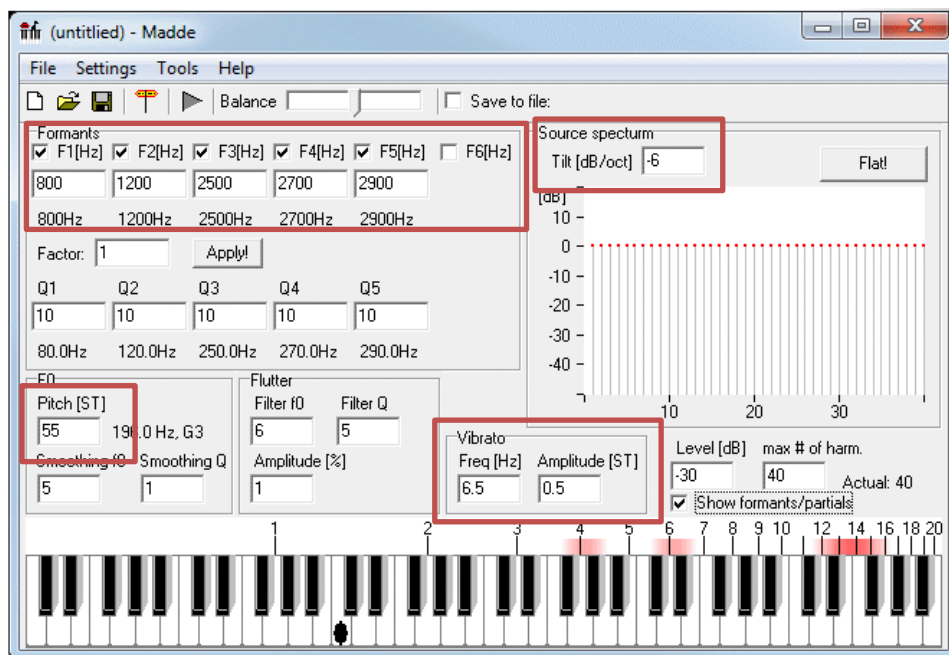 (untitlied) - Madde
File Settings Tools Help
Balance Save to file:
Formants
F1[Hz] F2[Hz] F3[Hz] F4[Hz] F5[Hz] F6[Hz]
800 1200 2500 2700 2900
800Hz 1200Hz 2500Hz 2700Hz 2900Hz
Factor: 1 Apply!
Q1 Q2 Q3 Q4 Q5
10 10 10 10 10
80.0Hz 120.0Hz 250.0Hz 270.0Hz 290.0Hz
Source specturm
Tilt [dB/oct] -6 Flat!
[dB]
10
0
-10
-20
-30
-40
10 20 30
F0
Pitch [ST]
55 196.0 Hz, G3
Smoothing f0 Smoothing Q
5 1
Flutter
Filter f0 Filter Q
6 5
Amplitude [%]
1
Vibrato
Freq [Hz] Amplitude [ST]
6.5 0.5
Level [dB] max # of harm.
-30 40 Actual: 40
Show formants/partials
1 2 3 4 5 6 7 8 9 10 12 14 16 18 20